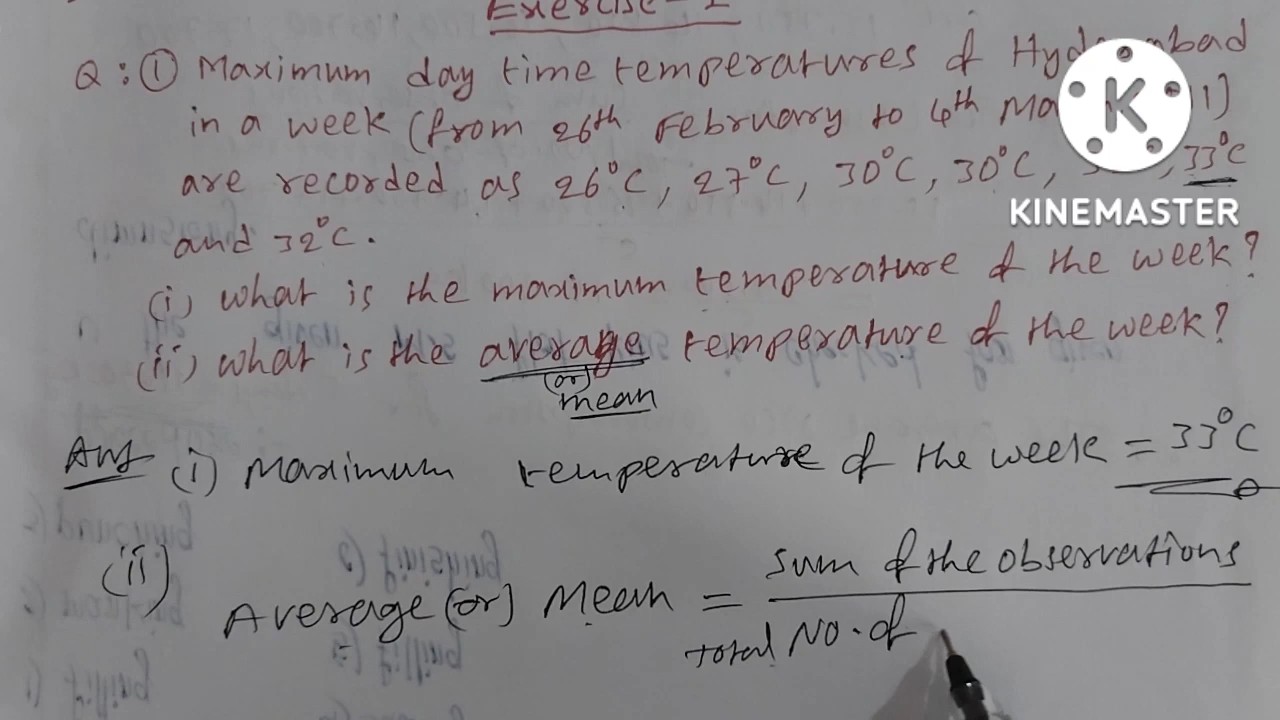 Exercise - 1
Q : ① Maximum day time temperatures of
in a week (from 26th February to 4th
are recorded as 26°C, 27°C, 30°C, 30°C, 33°C
and 32°C.
(i) what is the maximum temperature of the week?
(ii) what is the average temperature of the week?
(or)
mean
Ans (i) Maximum temperature of the week = 33°C
(ii) Average (or) Mean = Sum of the observations
Total No. of
K
KINEMASTER